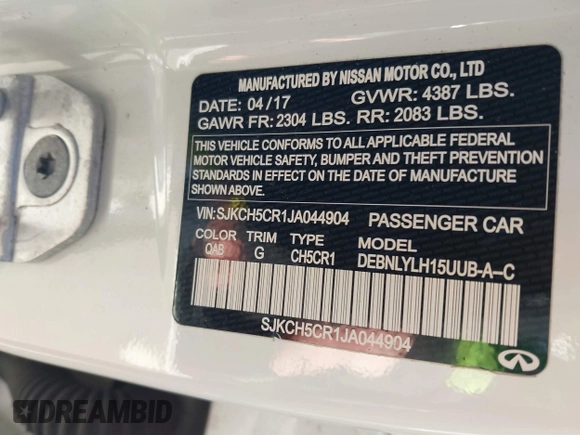 MANUFACTURED BY NISSAN MOTOR CO., LTD
DATE: 04/17 GVWR: 4387 LBS.
GAWR FR: 2304 LBS. RR: 2083 LBS.
THIS VEHICLE CONFORMS TO ALL APPLICABLE FEDERAL
MOTOR VEHICLE SAFETY, BUMPER AND THEFT PREVENTION
STANDARDS IN EFFECT ON THE DATE OF MANUFACTURE
SHOWN ABOVE.
VIN: SJKCH5CR1JA044904 PASSENGER CAR
COLOR TRIM TYPE MODEL
QAB G CH5CR1 DEBNLYLH15UUB-A-C
SJKCH5CR1JA044904
DREAMBID